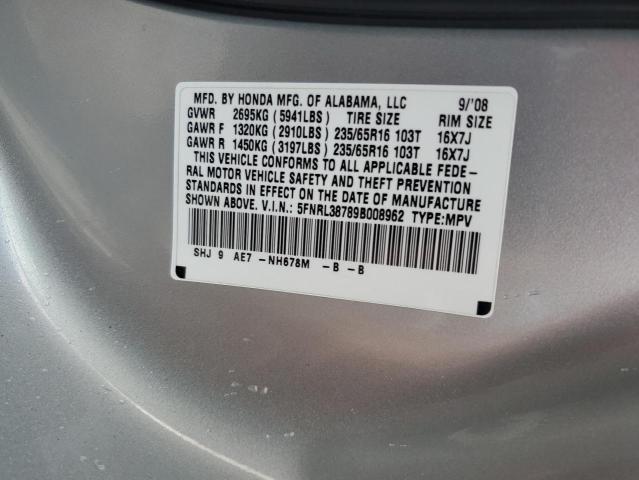 MFD. BY HONDA MFG. OF ALABAMA, LLC 9/'08
GVWR 2695KG (5941LBS) TIRE SIZE RIM SIZE
GAWR F 1320KG (2910LBS) 235/65R16 103T 16X7J
GAWR R 1450KG (3197LBS) 235/65R16 103T 16X7J
THIS VEHICLE CONFORMS TO ALL APPLICABLE FEDE-
RAL MOTOR VEHICLE SAFETY AND THEFT PREVENTION
STANDARDS IN EFFECT ON THE DATE OF MANUFACTURE
SHOWN ABOVE. V.I.N.: 5FNRL38789B008962 TYPE:MPV
SHJ 9 AE7 -NH678M -B -B